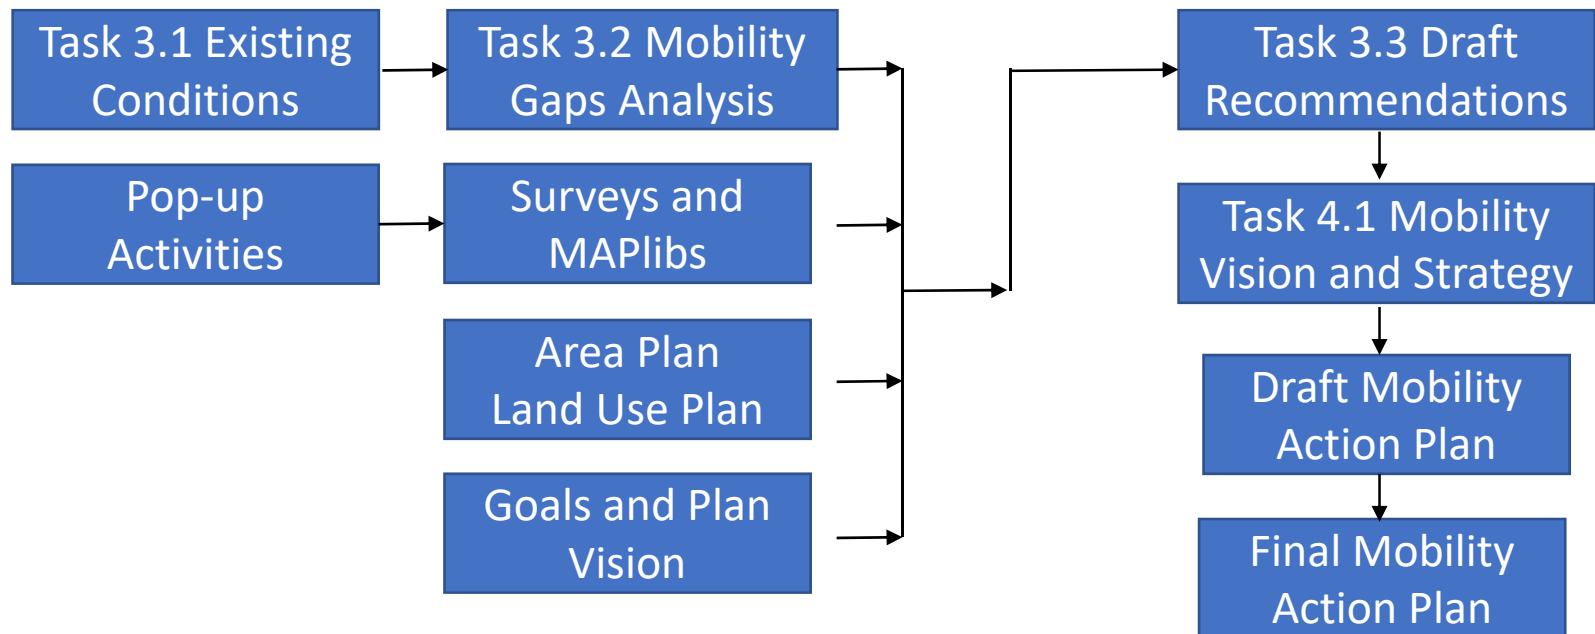 Task 3.1 Existing
Conditions
Task 3.2 Mobility
Gaps Analysis
Task 3.3 Draft
Recommendations
Pop-up
Activities
Surveys and
MAPlibs
Task 4.1 Mobility
Vision and Strategy
Area Plan
Land Use Plan
Draft Mobility
Action Plan
Goals and Plan
Vision
Final Mobility
Action Plan